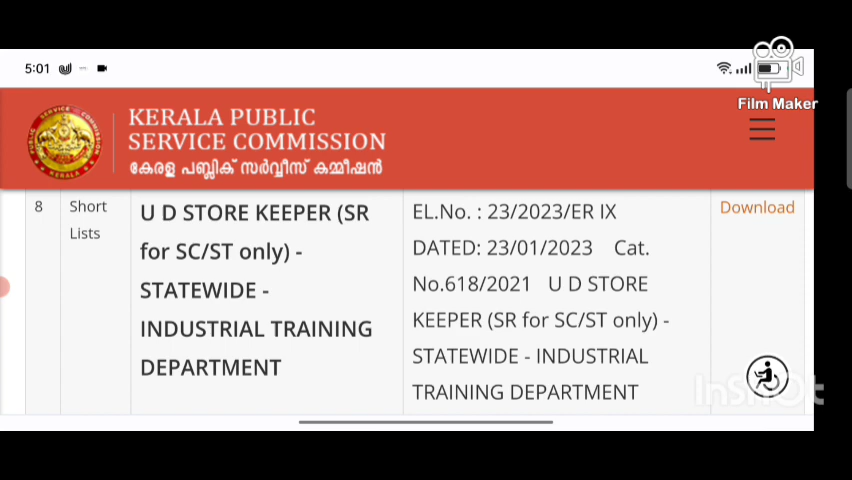 5:01
Film Maker
KERALA PUBLIC
SERVICE COMMISSION
കേരള പബ്ലിക് സർവ്വീസ് കമ്മീഷൻ
8
Short
Lists
U D STORE KEEPER (SR
for SC/ST only) -
STATEWIDE -
INDUSTRIAL TRAINING
DEPARTMENT
EL.No. : 23/2023/ER IX
DATED: 23/01/2023 Cat.
No.618/2021 U D STORE
KEEPER (SR for SC/ST only) -
STATEWIDE - INDUSTRIAL
TRAINING DEPARTMENT
Download
InShot